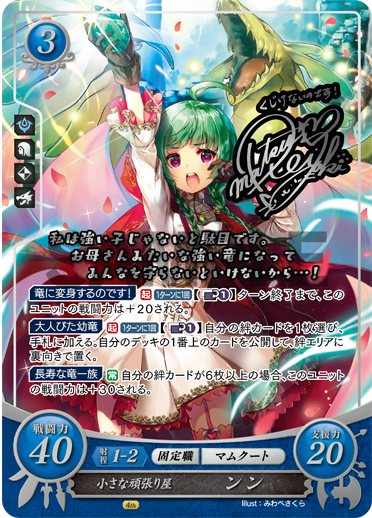 3
くじけないのです!
私は強い子じゃないと駄目です。
お母さんみたいな強い竜になって
みんなを守らないといけないから…!
竜に変身するのです! 起 1ターンに1回 【 1】ターン終了まで、この
ユニットの戦闘力は+20される。
大人びた幼竜 起 1ターンに1回 【 1】自分の絆カードを1枚選び、
手札に加える。自分のデッキの1番上のカードを公開して、絆エリアに
裏向きで置く。
長寿な竜一族 常 自分の絆カードが6枚以上の場合、このユニット
の戦闘力は+30される。
戦闘力
40
射程 1-2 固定職 マムクート
支援力
20
小さな頑張り屋 ンン
4th Illust:みわべさくら